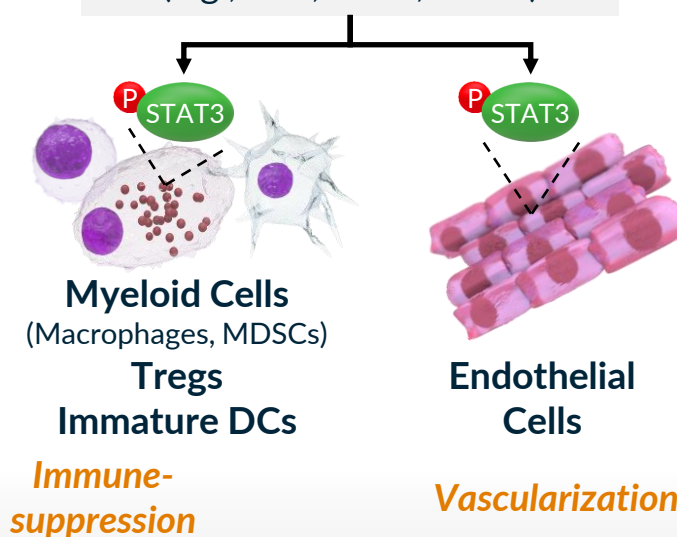 P
STAT3
P
STAT3
Myeloid Cells
(Macrophages, MDSCs)
Tregs
Immature DCs
Endothelial
Cells
Immune-
suppression
Vascularization